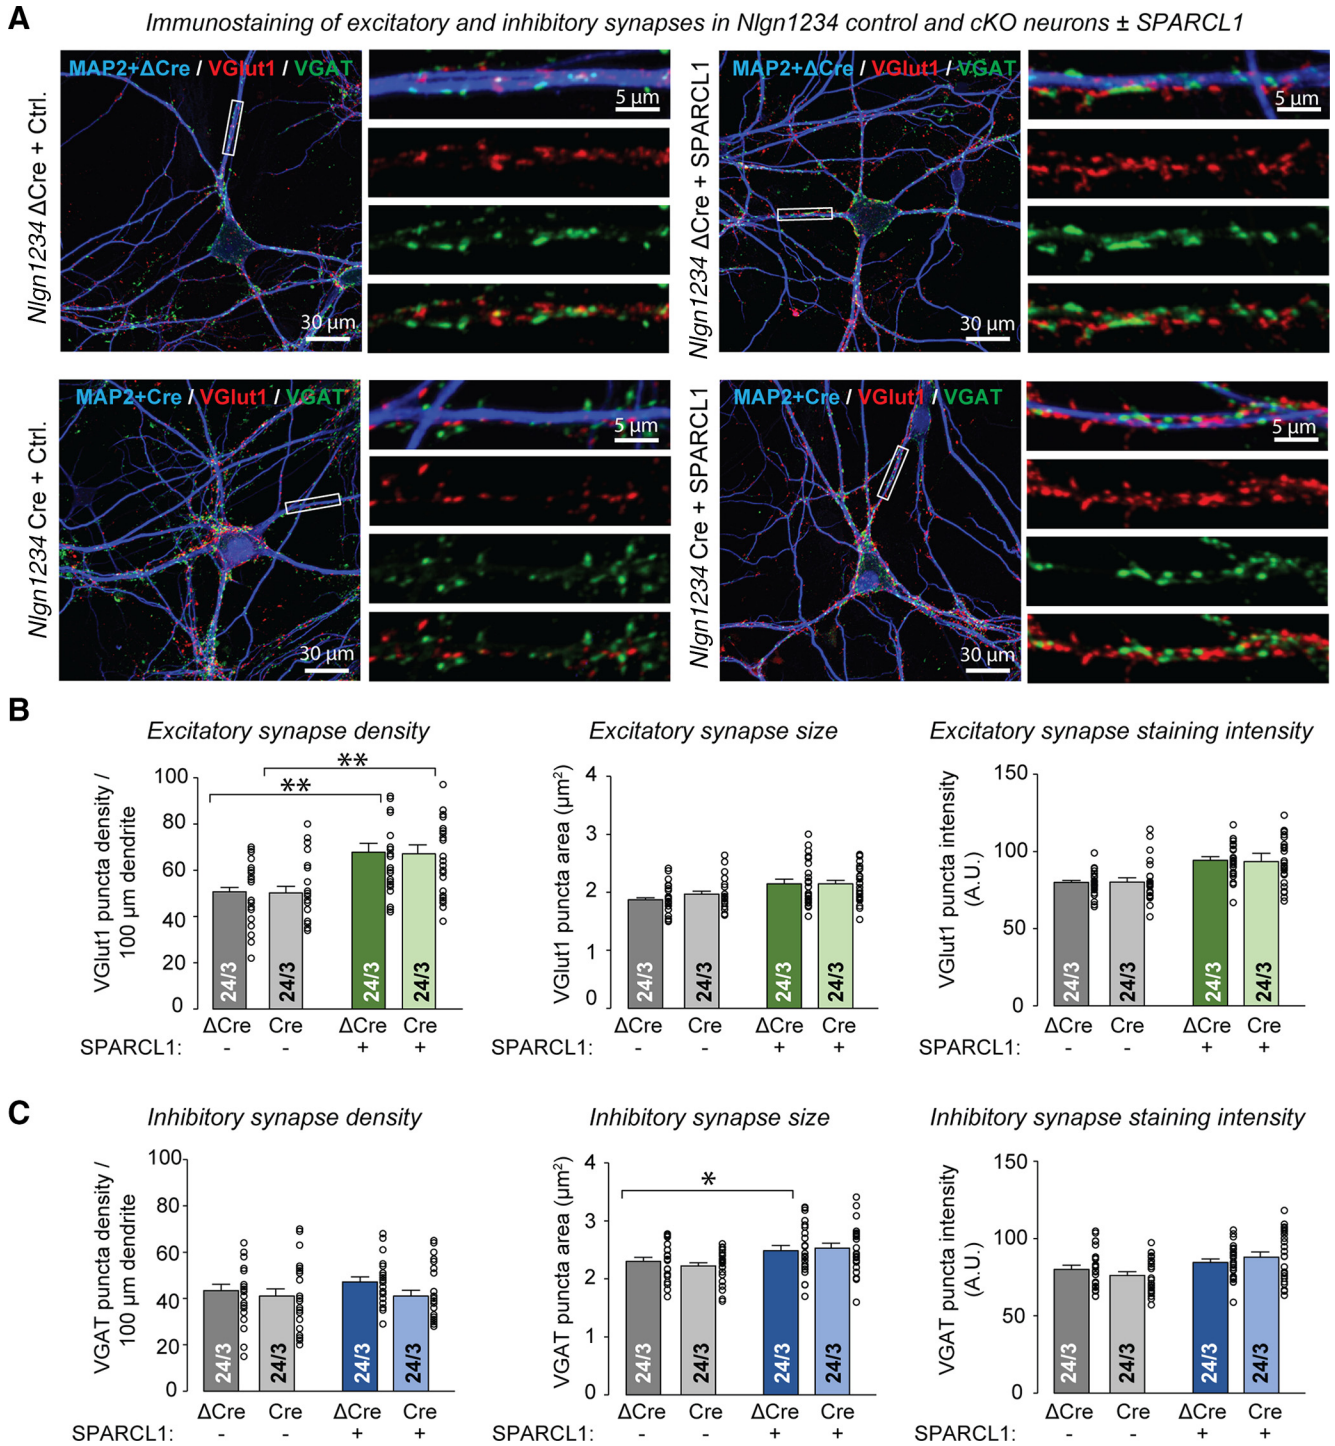 A
Immunostaining of excitatory and inhibitory synapses in Nlgn1234 control and cKO neurons ± SPARCL1
Nlgn1234 ΔCre + Ctrl.
MAP2+ΔCre / VGlut1 / VGAT
30 µm
5 µm
Nlgn1234 ΔCre + SPARCL1
MAP2+ΔCre / VGlut1 / VGAT
30 µm
5 µm
Nlgn1234 Cre + Ctrl.
MAP2+Cre / VGlut1 / VGAT
30 µm
5 µm
Nlgn1234 Cre + SPARCL1
MAP2+Cre / VGlut1 / VGAT
30 µm
5 µm
B
Excitatory synapse density
VGlut1 puncta density /
100 µm dendrite
100
80
60
40
20
0
**
**
24/3
24/3
24/3
24/3
ΔCre Cre ΔCre Cre
SPARCL1: - - + +
Excitatory synapse size
VGlut1 puncta area (µm²)
4
3
2
1
0
24/3
24/3
24/3
24/3
ΔCre Cre ΔCre Cre
SPARCL1: - - + +
Excitatory synapse staining intensity
VGlut1 puncta intensity
(A.U.)
150
100
50
0
24/3
24/3
24/3
24/3
ΔCre Cre ΔCre Cre
SPARCL1: - - + +
C
Inhibitory synapse density
VGAT puncta density /
100 µm dendrite
100
80
60
40
20
0
24/3
24/3
24/3
24/3
ΔCre Cre ΔCre Cre
SPARCL1: - - + +
Inhibitory synapse size
VGAT puncta area (µm²)
4
3
2
1
0
*
24/3
24/3
24/3
24/3
ΔCre Cre ΔCre Cre
SPARCL1: - - + +
Inhibitory synapse staining intensity
VGAT puncta intensity
(A.U.)
150
100
50
0
24/3
24/3
24/3
24/3
ΔCre Cre ΔCre Cre
SPARCL1: - - + +